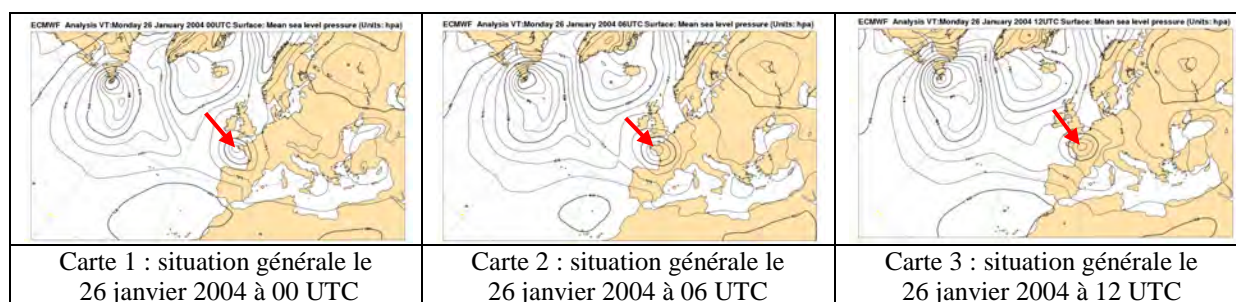 ECMWF Analysis VT:Monday 26 January 2004 00UTC Surface: Mean sea level pressure (Units: hpa)
ECMWF Analysis VT:Monday 26 January 2004 06UTC Surface: Mean sea level pressure (Units: hpa)
ECMWF Analysis VT:Monday 26 January 2004 12UTC Surface: Mean sea level pressure (Units: hpa)
Carte 1 : situation générale le
26 janvier 2004 à 00 UTC
Carte 2 : situation générale le
26 janvier 2004 à 06 UTC
Carte 3 : situation générale le
26 janvier 2004 à 12 UTC